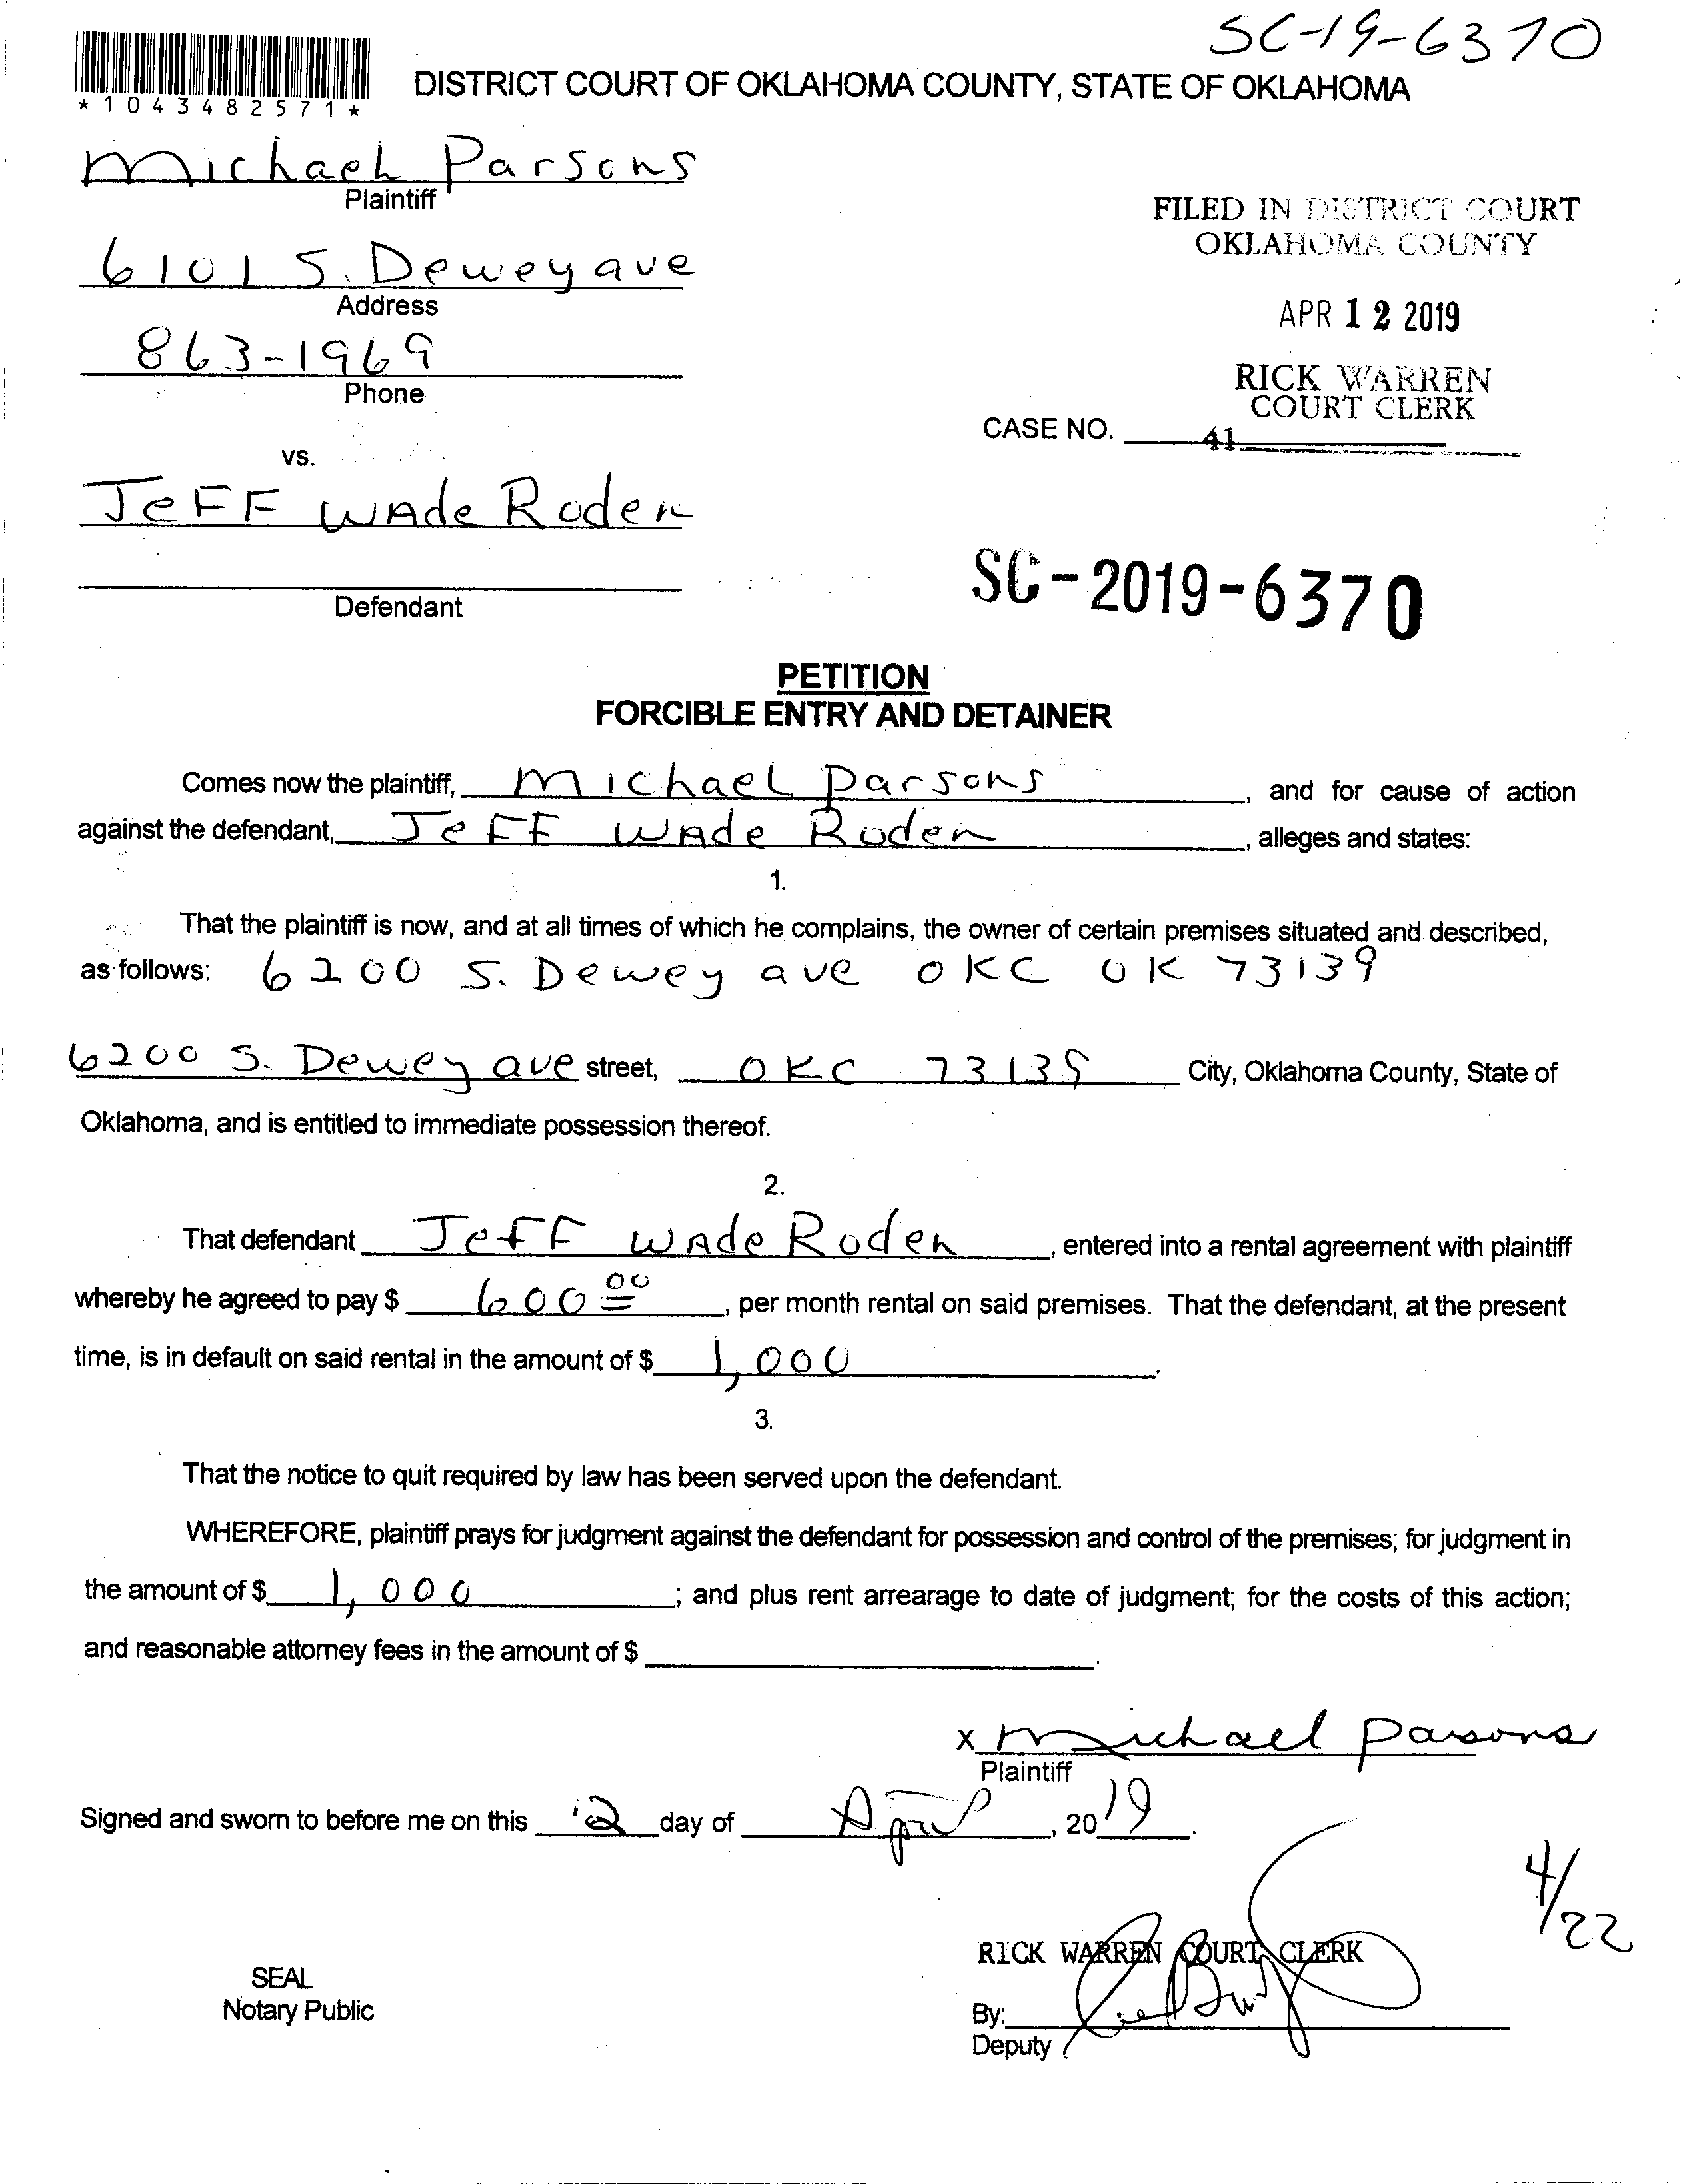 SC-19-6370
*1043482571*
DISTRICT COURT OF OKLAHOMA COUNTY, STATE OF OKLAHOMA
Michael Parsons
Plaintiff
6101 S. Dewey ave
Address
863-1969
Phone
FILED IN DISTRICT COURT
OKLAHOMA COUNTY
APR 12 2019
RICK WARREN
COURT CLERK
CASE NO.
41
vs.
JeFF WAde Roden
Defendant
SC-2019-6370
PETITION
FORCIBLE ENTRY AND DETAINER
Comes now the plaintiff, Michael Parsons, and for cause of action
against the defendant, JeFF WAde Roden, alleges and states:
1.
That the plaintiff is now, and at all times of which he complains, the owner of certain premises situated and described,
as follows: 6200 S. Dewey ave OKC OK 73139
6200 S. Dewey ave street, OKC 73139 City, Oklahoma County, State of
Oklahoma, and is entitled to immediate possession thereof.
2.
That defendant JeFF WAde Roden, entered into a rental agreement with plaintiff
whereby he agreed to pay $ 600 00, per month rental on said premises. That the defendant, at the present
time, is in default on said rental in the amount of $ 1,000.
3.
That the notice to quit required by law has been served upon the defendant.
WHEREFORE, plaintiff prays for judgment against the defendant for possession and control of the premises; for judgment in
the amount of $ 1,000; and plus rent arrearage to date of judgment; for the costs of this action;
and reasonable attorney fees in the amount of $.
x Michael Parsons
Plaintiff
Signed and sworn to before me on this 12 day of April, 2019.
4/22
RICK WARREN COURT CLERK
SEAL
Notary Public
By:
Deputy